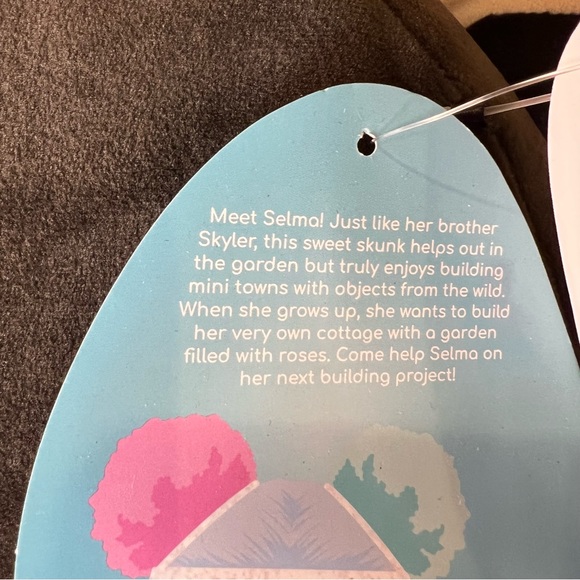 Meet Selma! Just like her brother
Skyler, this sweet skunk helps out in
the garden but truly enjoys building
mini towns with objects from the wild.
When she grows up, she wants to build
her very own cottage with a garden
filled with roses. Come help Selma on
her next building project!